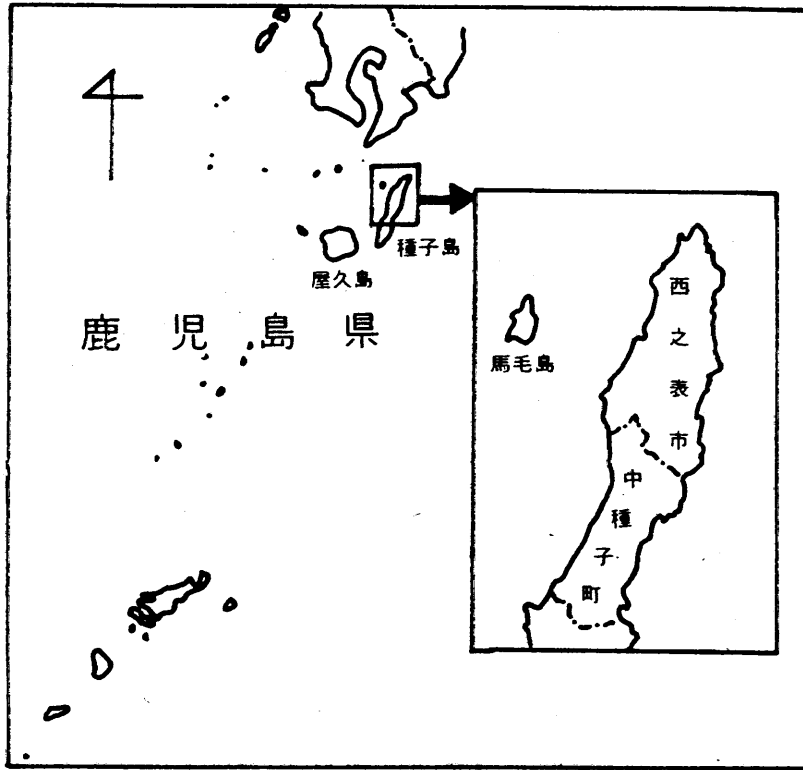 種子島
屋久島
鹿児島県
西之表市
馬毛島
中種子町